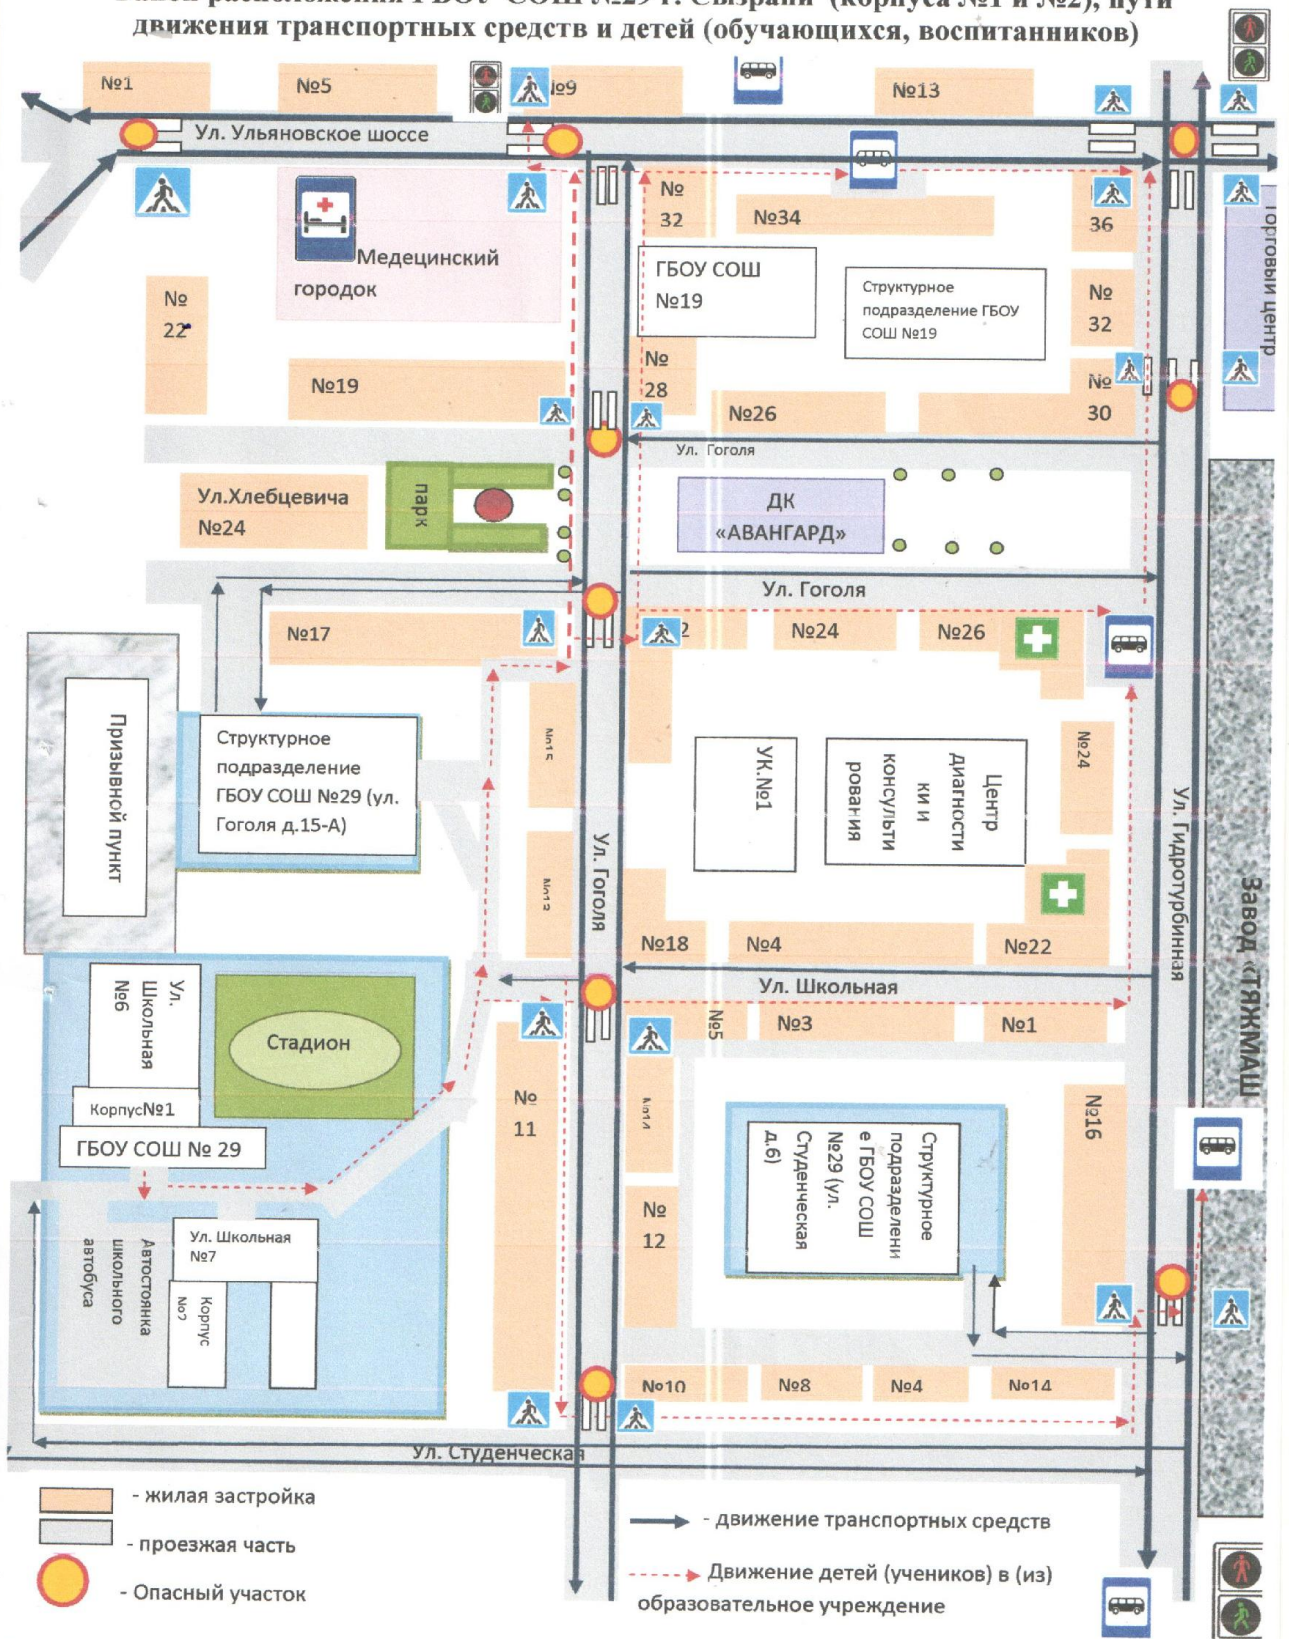 движения транспортных средств и детей (обучающихся, воспитанников)
№1
№5
№9
№13
Ул. Ульяновское шоссе
№
32
№34
36
Медецинский
городок
ГБОУ СОШ
№19
Структурное
подразделение ГБОУ
СОШ №19
№
32
Торговый центр
№
22
№19
№
28
№26
№
30
Ул. Гоголя
Ул.Хлебцевича
№24
парк
ДК
«АВАНГАРД»
Ул. Гоголя
№17
2
№24
№26
Призывной пункт
Структурное
подразделение
ГБОУ СОШ №29 (ул.
Гоголя д.15-А)
№15
УК.№1
Центр
диагности
ки и
консульти
рования
№24
Ул. Гоголя
Ул. Гидротурбинная
№13
№18
№4
№22
Завод «ТЯЖМАШ
Ул. Школьная
Ул.
Школьная
№6
Стадион
№5
№3
№1
Корпус№1
ГБОУ СОШ № 29
№
11
№14
Структурное
подразделени
е ГБОУ СОШ
№29 (ул.
Студенческая
д.6)
№16
№
12
Ул. Школьная
№7
Автостоянка
школьного
автобуса
Корпус
№2
№10
№8
№4
№14
Ул. Студенческая
- жилая застройка
- проезжая часть
- Опасный участок
- движение транспортных средств
Движение детей (учеников) в (из)
образовательное учреждение